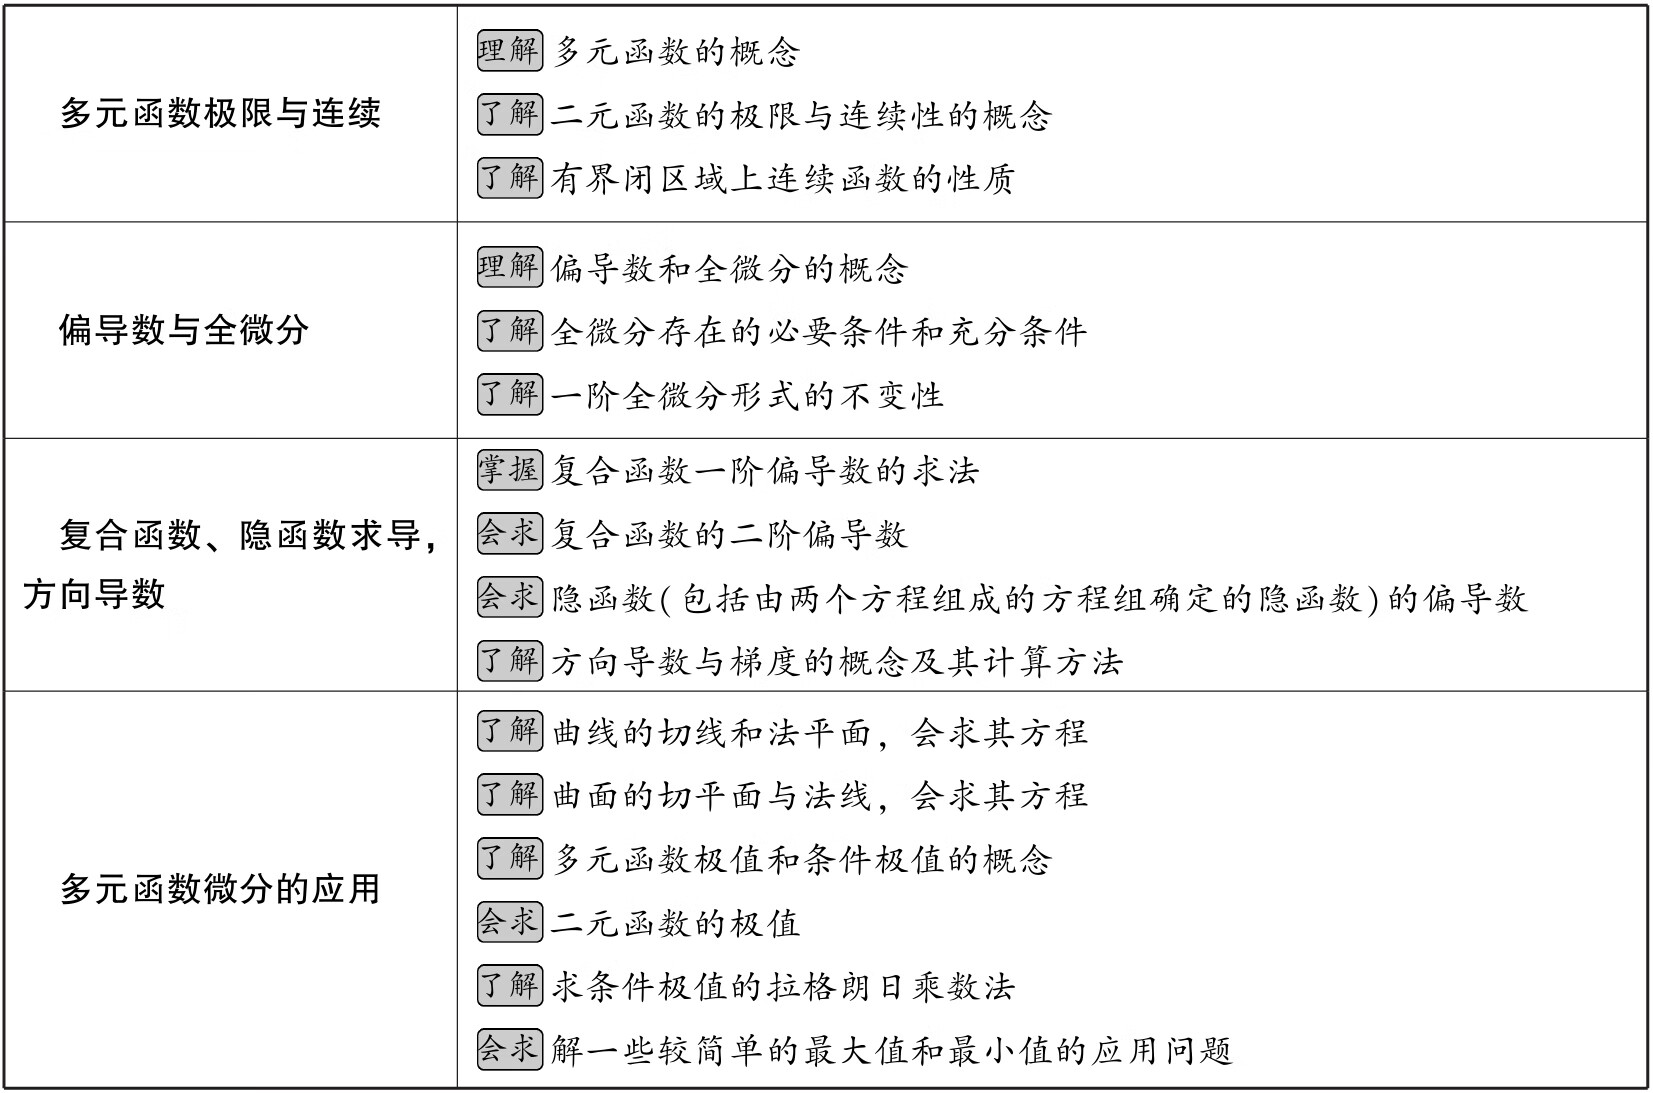 多元函数极限与连续
理解 多元函数的概念
了解 二元函数的极限与连续性的概念
了解 有界闭区域上连续函数的性质
偏导数与全微分
理解 偏导数和全微分的概念
了解 全微分存在的必要条件和充分条件
了解 一阶全微分形式的不变性
复合函数、隐函数求导，
方向导数
掌握 复合函数一阶偏导数的求法
会求 复合函数的二阶偏导数
会求 隐函数(包括由两个方程组成的方程组确定的隐函数)的偏导数
了解 方向导数与梯度的概念及其计算方法
多元函数微分的应用
了解 曲线的切线和法平面，会求其方程
了解 曲面的切平面与法线，会求其方程
了解 多元函数极值和条件极值的概念
会求 二元函数的极值
了解 求条件极值的拉格朗日乘数法
会求 解一些较简单的最大值和最小值的应用问题